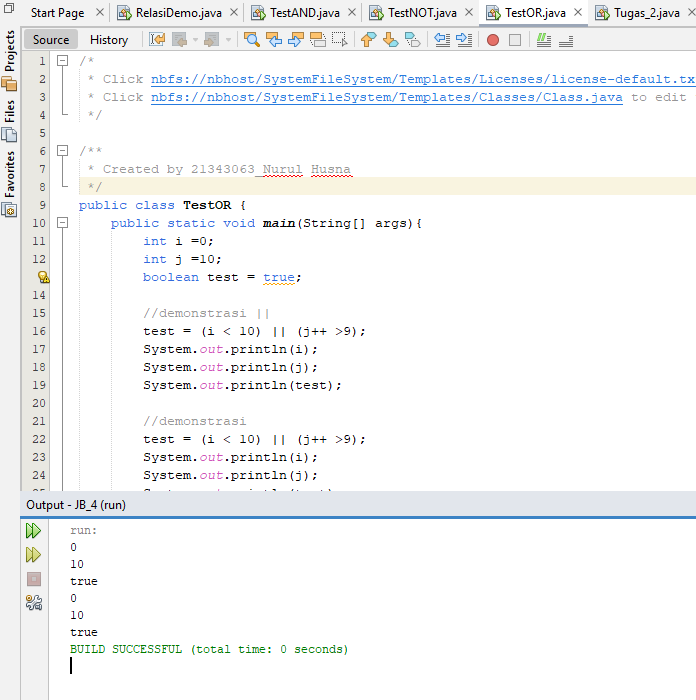 Start Page RelasiDemo.java TestAND.java TestNOT.java TestOR.java Tugas_2.java
Source History
Projects
Files
Favorites
1 /*
2 * Click nbfs://nbhost/SystemFileSystem/Templates/Licenses/license-default.tx
3 * Click nbfs://nbhost/SystemFileSystem/Templates/Classes/Class.java to edit
4 */
5
6 /**
7 * Created by 21343063_Nurul Husna
8 */
9 public class TestOR {
10 public static void main(String[] args){
11 int i =0;
12 int j =10;
boolean test = true;
14
15 //demonstrasi ||
16 test = (i < 10) || (j++ >9);
17 System.out.println(i);
18 System.out.println(j);
19 System.out.println(test);
20
21 //demonstrasi
22 test = (i < 10) || (j++ >9);
23 System.out.println(i);
24 System.out.println(j);
Output - JB_4 (run)
run:
0
10
true
0
10
true
BUILD SUCCESSFUL (total time: 0 seconds)